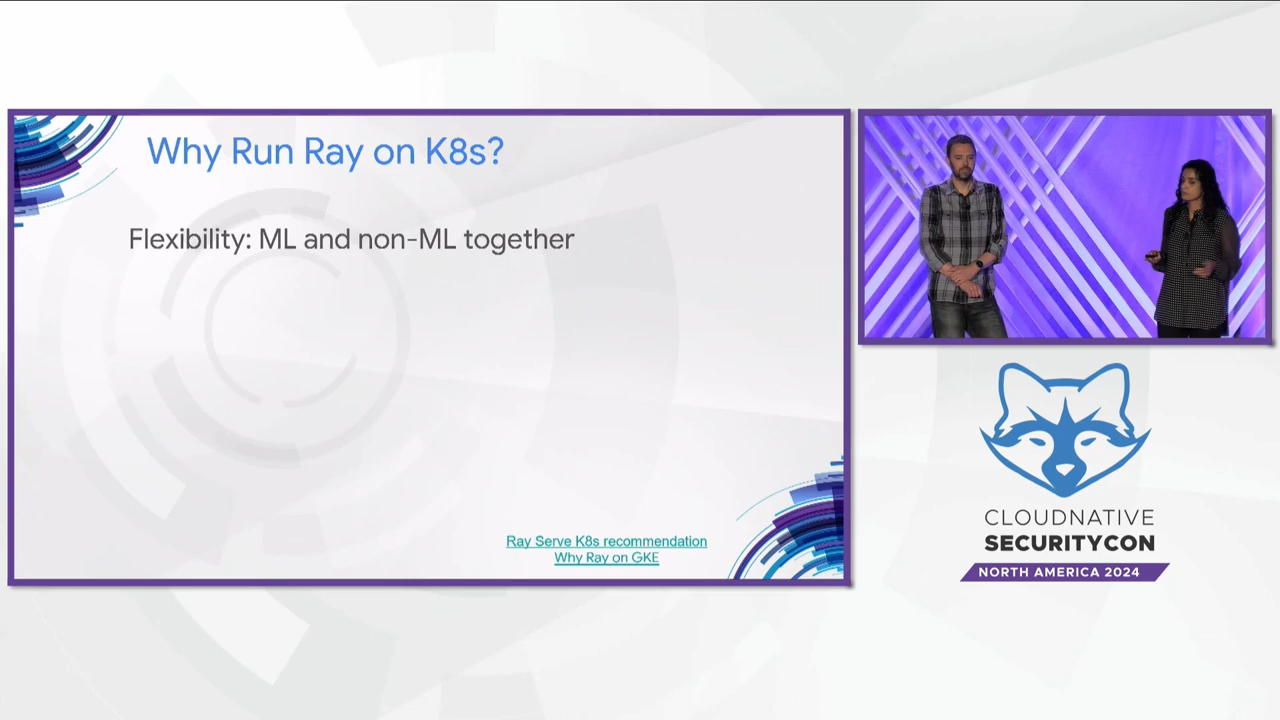 Why Run Ray on K8s?
Flexibility: ML and non-ML together
Ray Serve K8s recommendation
Why Ray on GKE
CLOUDNATIVE
SECURITYCON
NORTH AMERICA 2024